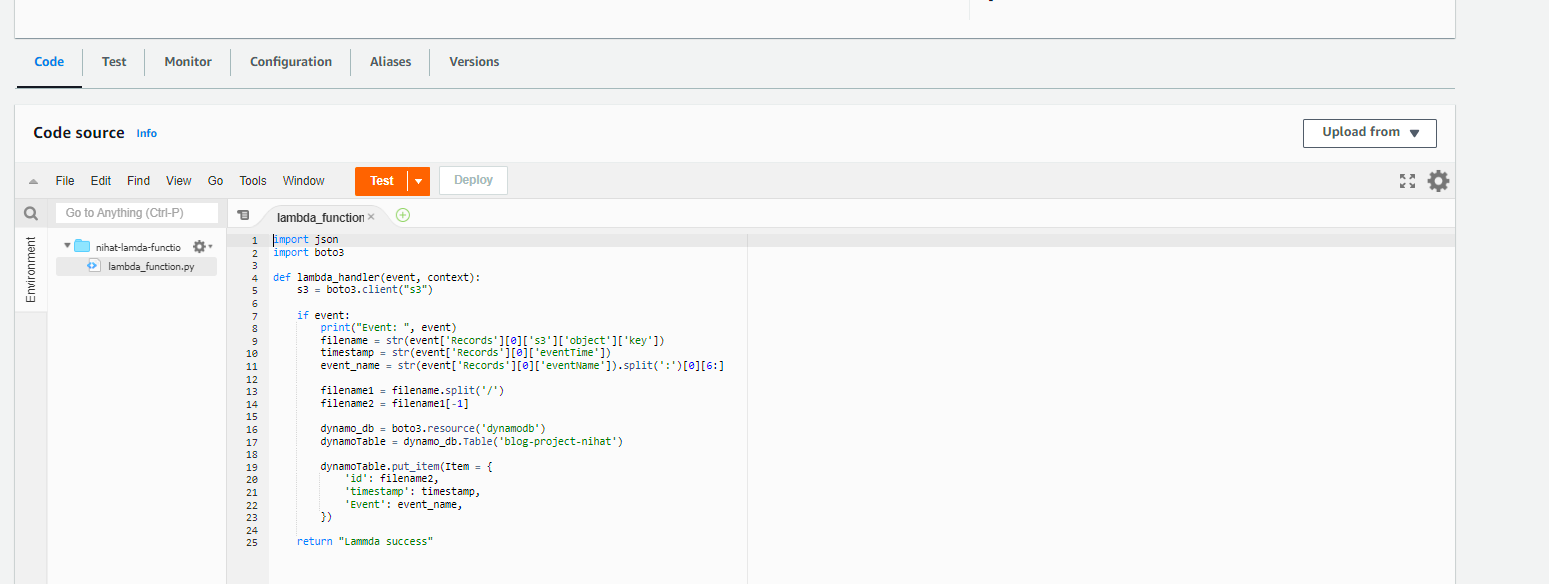 Code Test Monitor Configuration Aliases Versions
Code source Info
Upload from
File Edit Find View Go Tools Window Test Deploy
Go to Anything (Ctrl-P)
lambda_function
Environment
nihat-lamda-functio
lambda_function.py
1 import json
2 import boto3
3
4 def lambda_handler(event, context):
5 s3 = boto3.client("s3")
6
7 if event:
8 print("Event: ", event)
9 filename = str(event['Records'][0]['s3']['object']['key'])
10 timestamp = str(event['Records'][0]['eventTime'])
11 event_name = str(event['Records'][0]['eventName']).split(':')[0][6:]
12
13 filename1 = filename.split('/')
14 filename2 = filename1[-1]
15
16 dynamo_db = boto3.resource('dynamodb')
17 dynamoTable = dynamo_db.Table('blog-project-nihat')
18
19 dynamoTable.put_item(Item = {
20 'id': filename2,
21 'timestamp': timestamp,
22 'Event': event_name,
23 })
24
25 return "Lammda success"